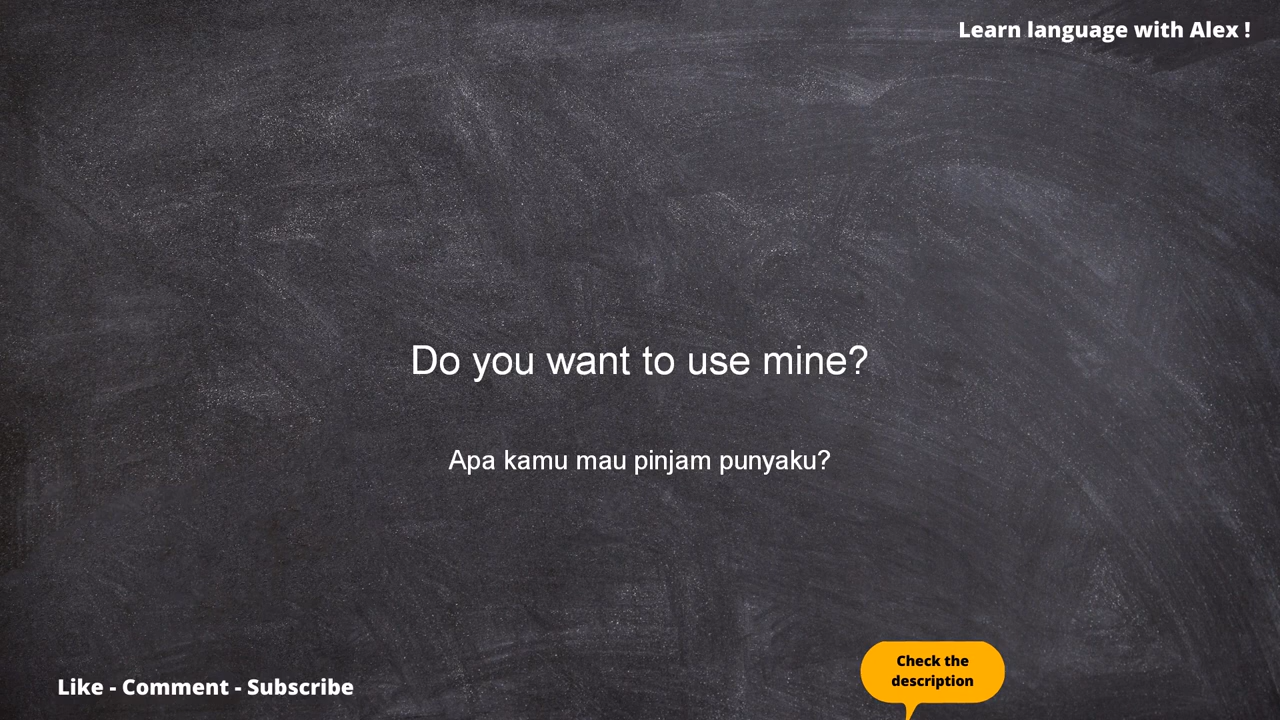 Learn language with Alex !
Do you want to use mine?
Apa kamu mau pinjam punyaku?
Like - Comment - Subscribe
Check the
description